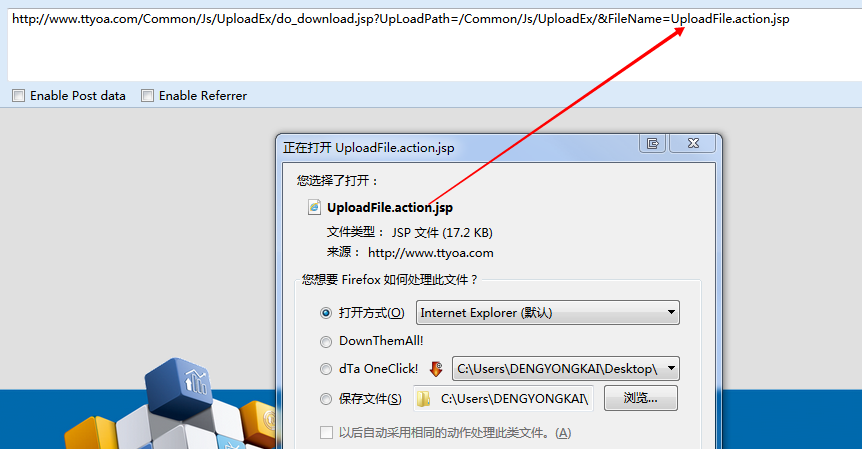 http://www.ttyoa.com/Common/Js/UploadEx/do_download.jsp?UpLoadPath=/Common/Js/UploadEx/&FileName=UploadFile.action.jsp
Enable Post data Enable Referrer
正在打开 UploadFile.action.jsp
您选择了打开：
UploadFile.action.jsp
文件类型： JSP 文件 (17.2 KB)
来源： http://www.ttyoa.com
您想要 Firefox 如何处理此文件？
打开方式(O) Internet Explorer (默认)
DownThemAll!
dTa OneClick! C:\Users\DENGYONGKAI\Desktop\
保存文件(S) C:\Users\DENGYONGKAI\ 浏览...
以后自动采用相同的动作处理此类文件。(A)